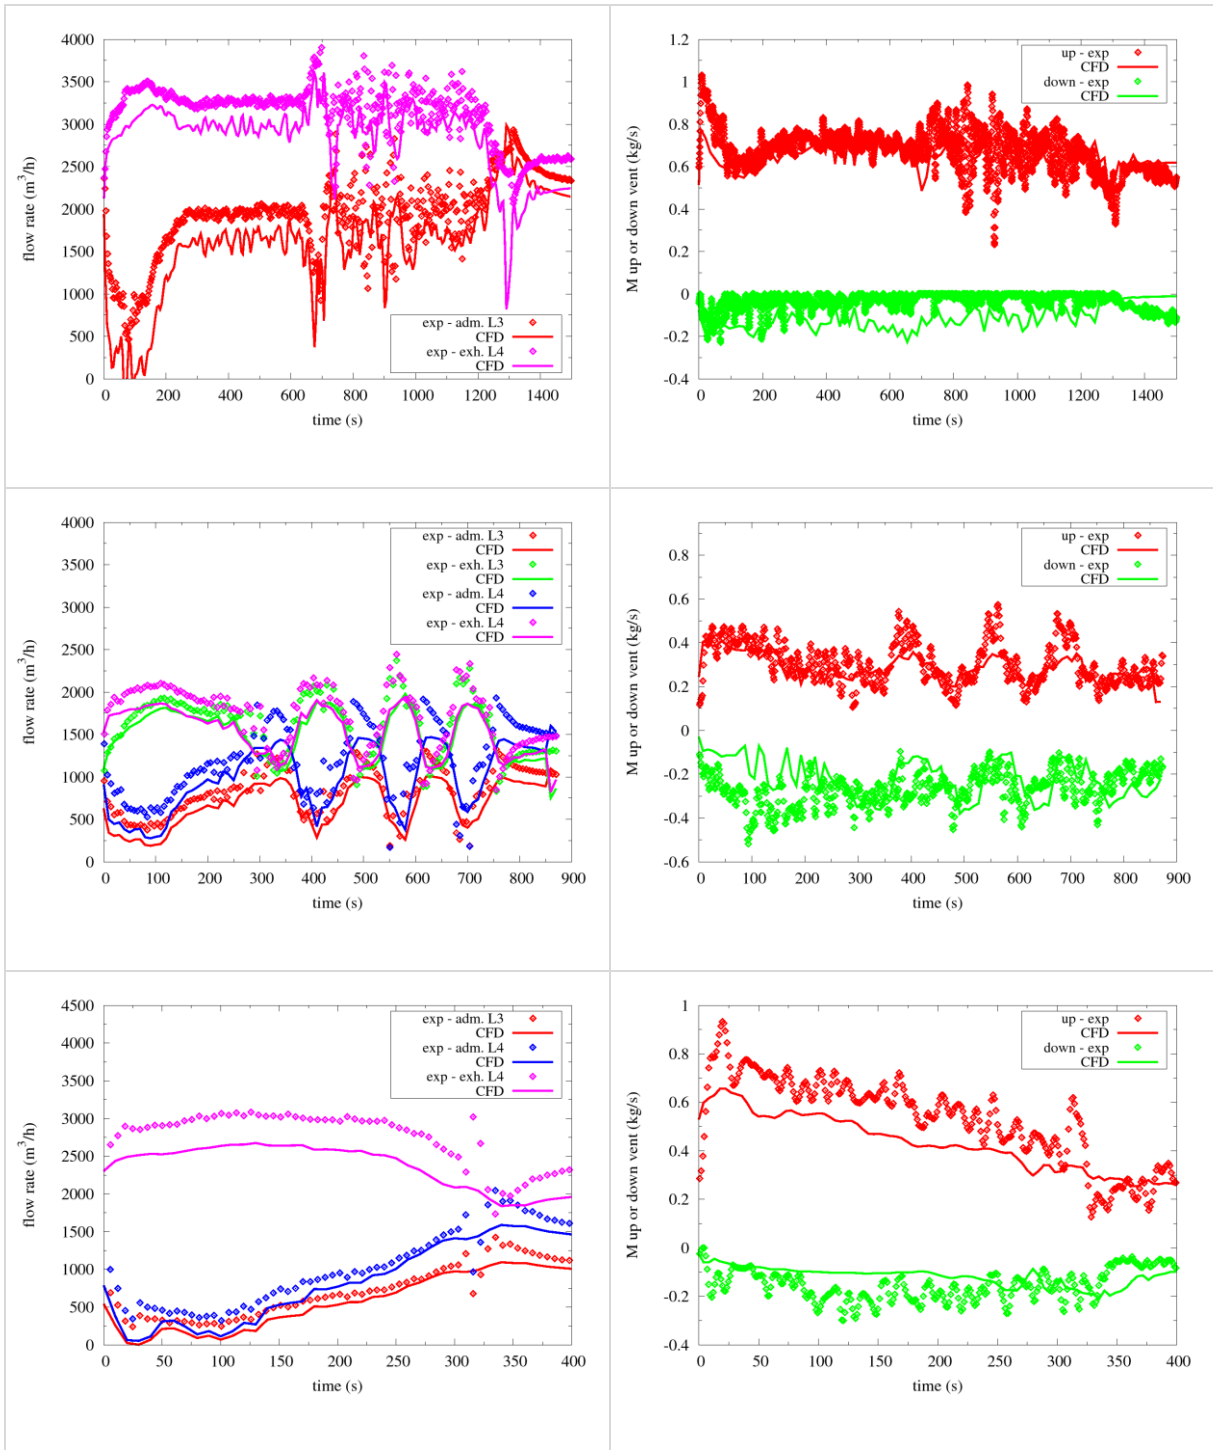 4000
3500
3000
2500
2000
1500
1000
500
0
flow rate (m³/h)
exp - adm. L3
CFD
exp - exh. L4
CFD
0 200 400 600 800 1000 1200 1400
time (s)
1.2
1
0.8
0.6
0.4
0.2
0
-0.2
-0.4
M up or down vent (kg/s)
up - exp
CFD
down - exp
CFD
0 200 400 600 800 1000 1200 1400
time (s)
4000
3500
3000
2500
2000
1500
1000
500
0
flow rate (m³/h)
exp - adm. L3
CFD
exp - exh. L3
CFD
exp - adm. L4
CFD
exp - exh. L4
CFD
0 100 200 300 400 500 600 700 800 900
time (s)
0.8
0.6
0.4
0.2
0
-0.2
-0.4
-0.6
M up or down vent (kg/s)
up - exp
CFD
down - exp
CFD
0 100 200 300 400 500 600 700 800 900
time (s)
4500
4000
3500
3000
2500
2000
1500
1000
500
0
flow rate (m³/h)
exp - adm. L3
CFD
exp - adm. L4
CFD
exp - exh. L4
CFD
0 50 100 150 200 250 300 350 400
time (s)
1
0.8
0.6
0.4
0.2
0
-0.2
-0.4
M up or down vent (kg/s)
up - exp
CFD
down - exp
CFD
0 50 100 150 200 250 300 350 400
time (s)